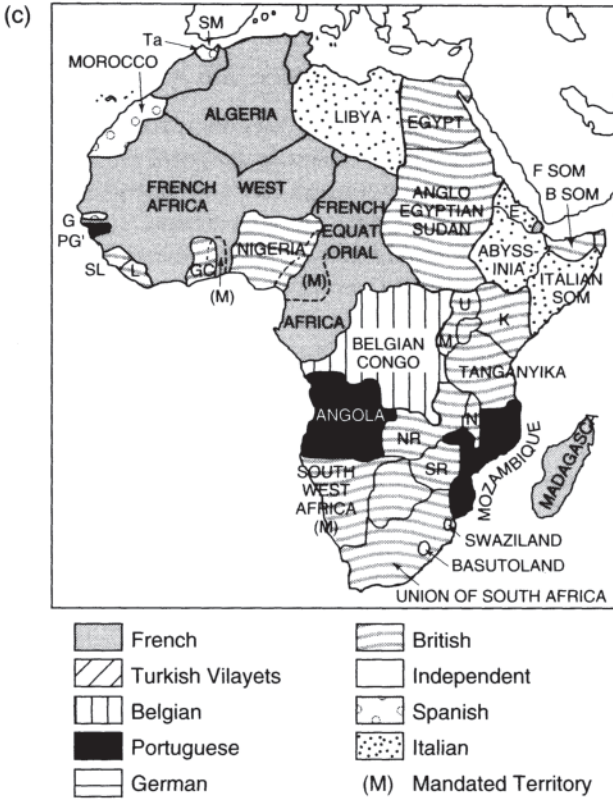 (c)
SM
Ta
MOROCCO
ALGERIA
LIBYA
EGYPT
FRENCH WEST
AFRICA
FRENCH
EQUAT
ORIAL
AFRICA
ANGLO
EGYPTIAN
SUDAN
F SOM
B SOM
E
ABYSS-
INIA
ITALIAN
SOM
G
PG'
SL
L
GC
(M)
NIGERIA
(M)
U
K
M
BELGIAN
CONGO
TANGANYIKA
ANGOLA
N
NR
SR
MOZAMBIQUE
MADAGASCA
SOUTH
WEST
AFRICA
(M)
SWAZILAND
BASUTOLAND
UNION OF SOUTH AFRICA
French
Turkish Vilayets
Belgian
Portuguese
German
British
Independent
Spanish
Italian
(M) Mandated Territory